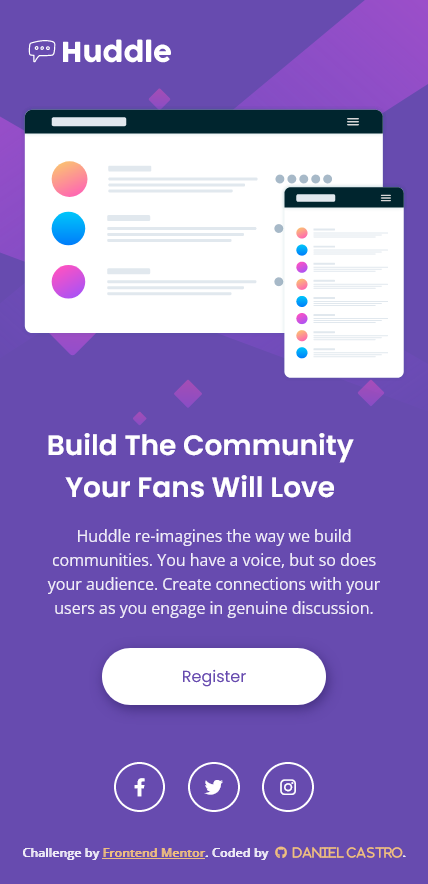 Huddle
Build The Community
Your Fans Will Love
Huddle re-imagines the way we build
communities. You have a voice, but so does
your audience. Create connections with your
users as you engage in genuine discussion.
Register
Challenge by Frontend Mentor. Coded by DANIEL CASTRO.